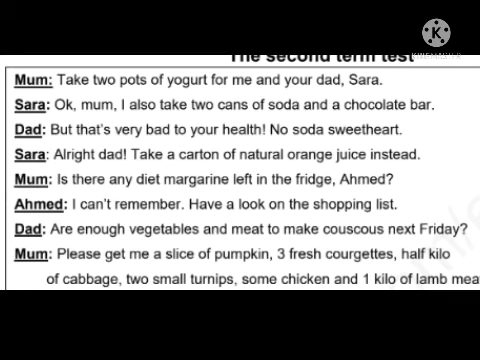 The second term test
Mum: Take two pots of yogurt for me and your dad, Sara.
Sara: Ok, mum, I also take two cans of soda and a chocolate bar.
Dad: But that's very bad to your health! No soda sweetheart.
Sara: Alright dad! Take a carton of natural orange juice instead.
Mum: Is there any diet margarine left in the fridge, Ahmed?
Ahmed: I can't remember. Have a look on the shopping list.
Dad: Are enough vegetables and meat to make couscous next Friday?
Mum: Please get me a slice of pumpkin, 3 fresh courgettes, half kilo
of cabbage, two small turnips, some chicken and 1 kilo of lamb meat